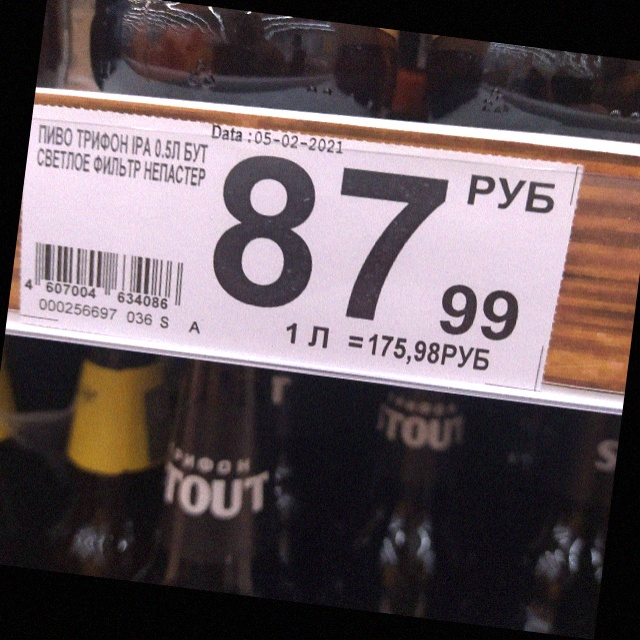 Data :05-02-2021
ПИВО ТРИФОН IPA 0.5Л БУТ
СВЕТЛОЕ ФИЛЬТР НЕПАСТЕР
87 99 РУБ
4 607004 634086
000256697 036 S A
1 Л =175,98РУБ
TOUT
TOUT